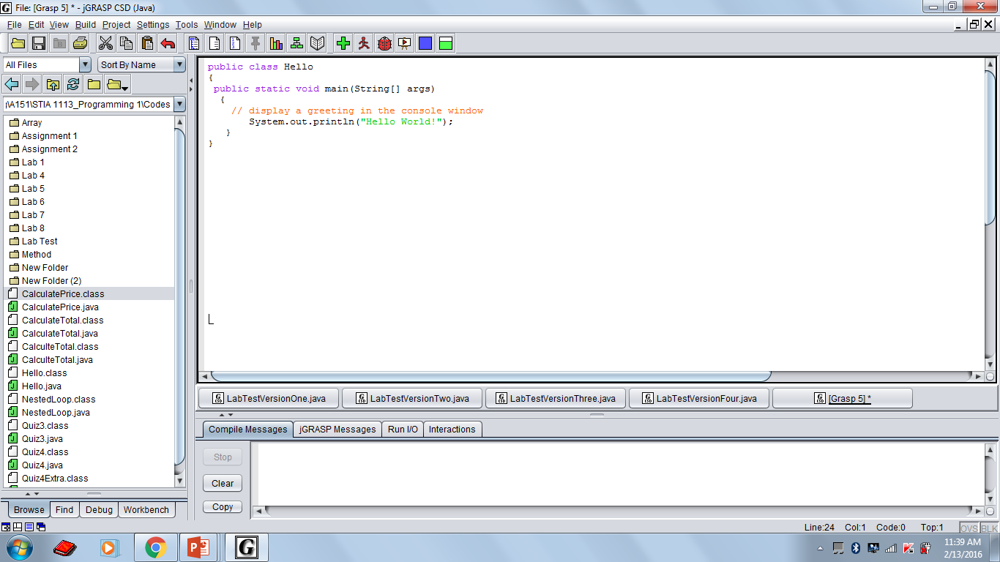 File: [Grasp 5] * - jGRASP CSD (Java)
File Edit View Build Project Settings Tools Window Help
All Files
Sort By Name
\A151\STIA 1113_Programming 1\Codes
Array
Assignment 1
Assignment 2
Lab 1
Lab 4
Lab 5
Lab 6
Lab 7
Lab 8
Lab Test
Method
New Folder
New Folder (2)
CalculatePrice.class
CalculatePrice.java
CalculateTotal.class
CalculateTotal.java
CalculteTotal.class
CalculteTotal.java
Hello.class
Hello.java
NestedLoop.class
NestedLoop.java
Quiz3.class
Quiz3.java
Quiz4.class
Quiz4.java
Quiz4Extra.class
Browse Find Debug Workbench
public class Hello
{
public static void main(String[] args)
{
// display a greeting in the console window
System.out.println("Hello World!");
}
}
LabTestVersionOne.java LabTestVersionTwo.java LabTestVersionThree.java LabTestVersionFour.java [Grasp 5] *
Compile Messages jGRASP Messages Run I/O Interactions
Stop
Clear
Copy
Line:24 Col:1 Code:0 Top:1 OVS BLK
11:39 AM
2/13/2016